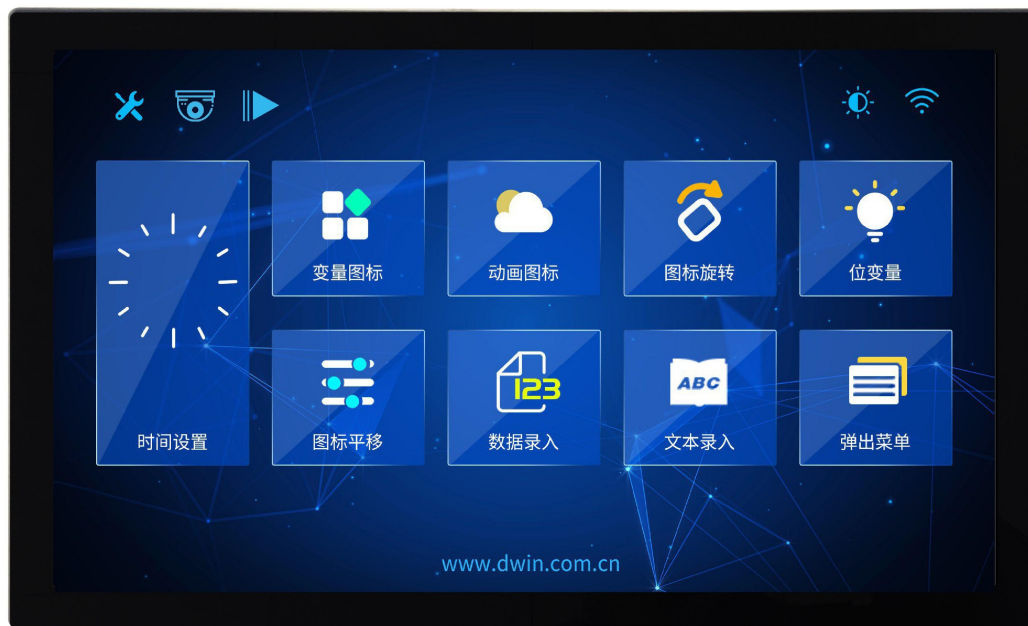 变量图标
动画图标
图标旋转
位变量
时间设置
图标平移
123
数据录入
ABC
文本录入
弹出菜单
www.dwin.com.cn